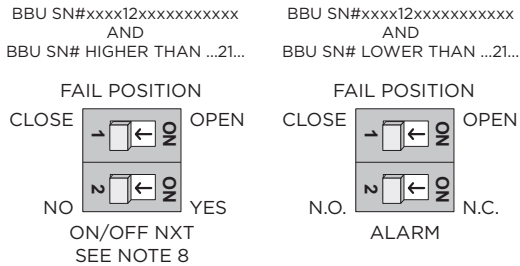 BBU SN#xxxx12xxxxxxxxxxx
AND
BBU SN# HIGHER THAN ...21...
FAIL POSITION
CLOSE
OPEN
1
ON
2
ON
NO
YES
ON/OFF NXT
SEE NOTE 8
BBU SN#xxxx12xxxxxxxxxxx
AND
BBU SN# LOWER THAN ...21...
FAIL POSITION
CLOSE
OPEN
1
ON
2
ON
N.O.
N.C.
ALARM